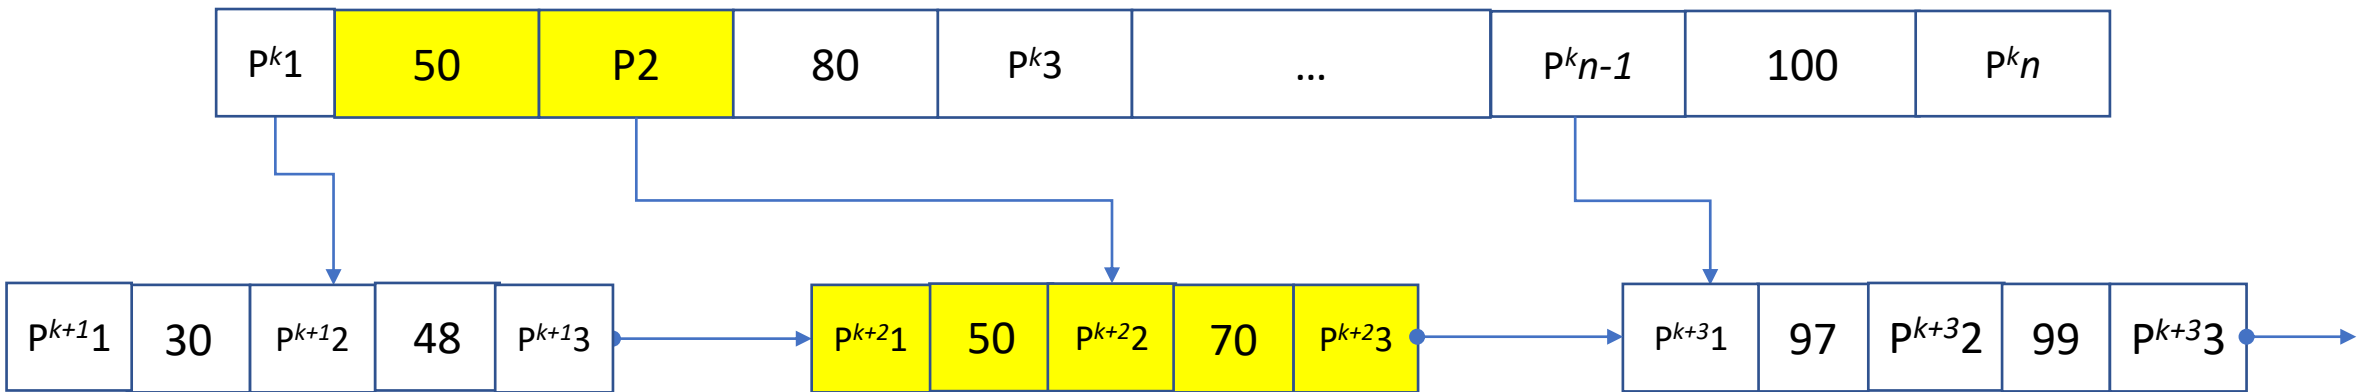 Pᵏ1 50 P2 80 Pᵏ3 ... Pᵏn-1 100 Pᵏn
Pᵏ⁺¹1 30 Pᵏ⁺¹2 48 Pᵏ⁺¹3 Pᵏ⁺²1 50 Pᵏ⁺²2 70 Pᵏ⁺²3 Pᵏ⁺³1 97 Pᵏ⁺³2 99 Pᵏ⁺³3